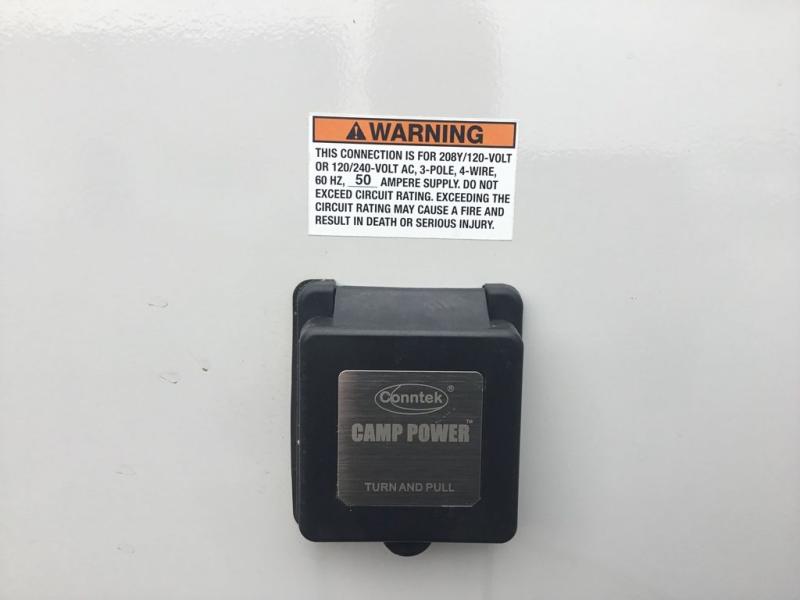 WARNING
THIS CONNECTION IS FOR 208Y/120-VOLT
OR 120/240-VOLT AC, 3-POLE, 4-WIRE,
60 HZ, 50 AMPERE SUPPLY. DO NOT
EXCEED CIRCUIT RATING. EXCEEDING THE
CIRCUIT RATING MAY CAUSE A FIRE AND
RESULT IN DEATH OR SERIOUS INJURY.
Conntek®
CAMP POWER™
TURN AND PULL